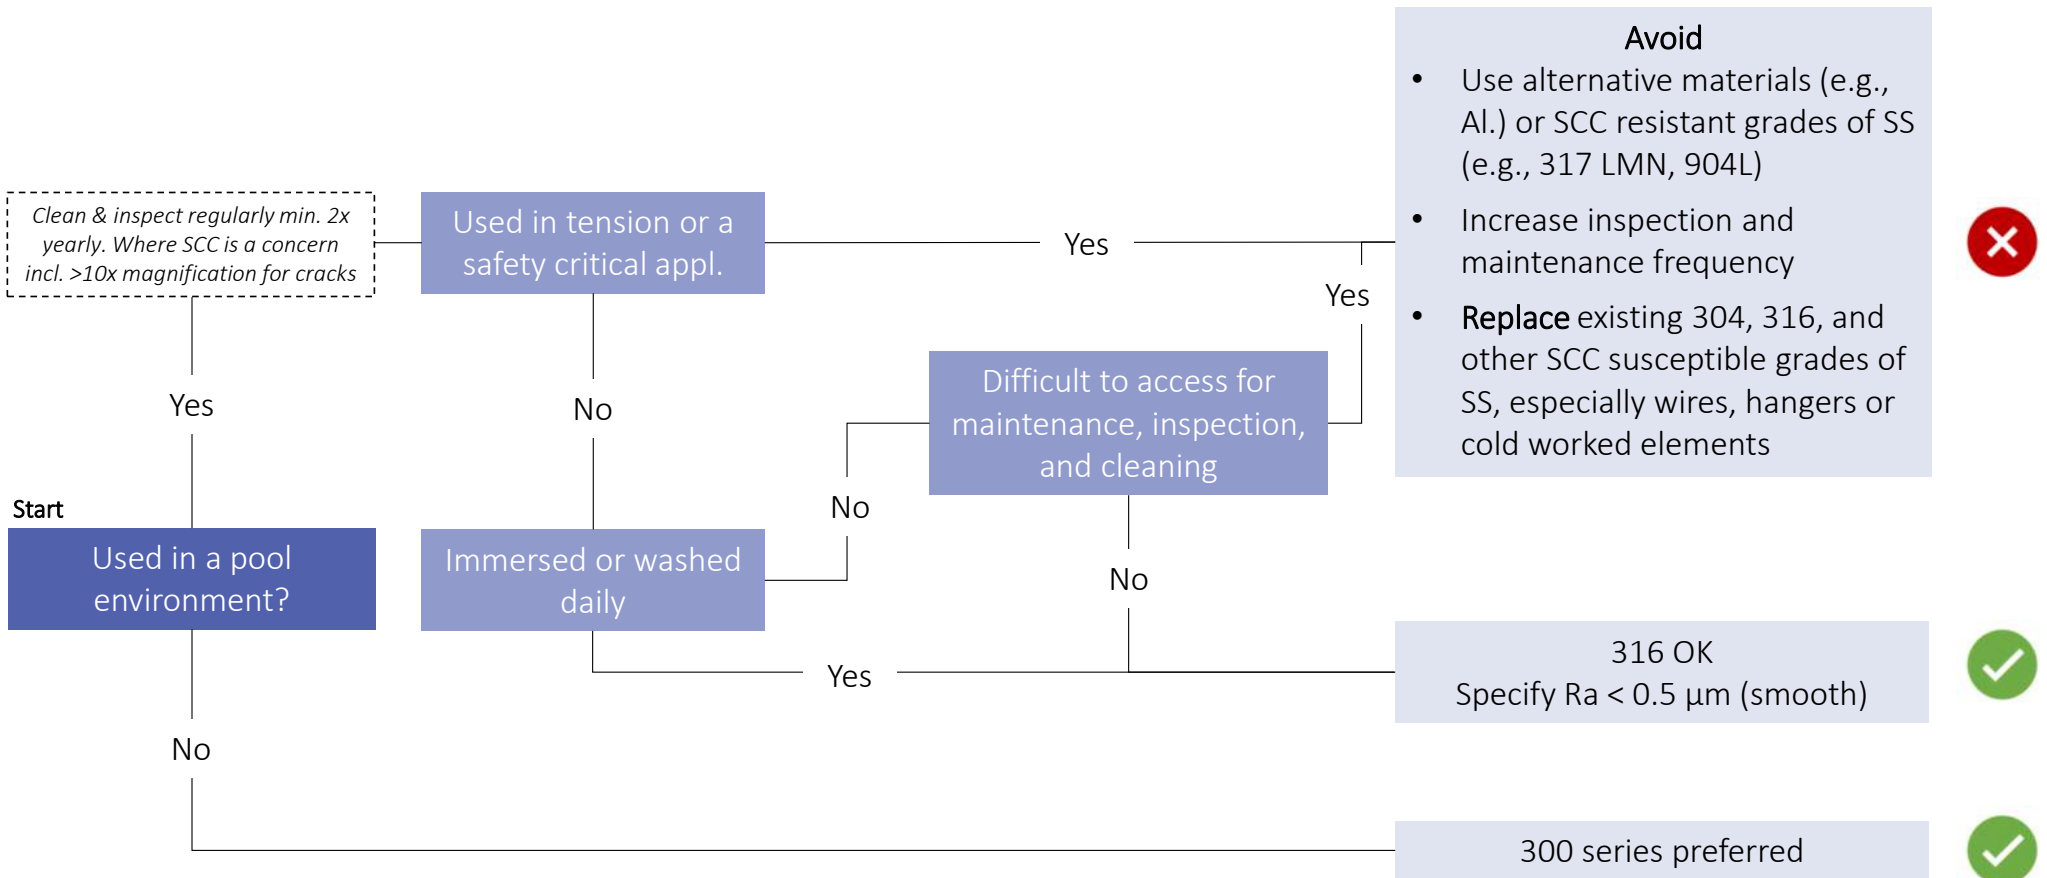 Avoid
• Use alternative materials (e.g.,
Al.) or SCC resistant grades of SS
(e.g., 317 LMN, 904L)
• Increase inspection and
maintenance frequency
• Replace existing 304, 316, and
other SCC susceptible grades of
SS, especially wires, hangers or
cold worked elements
Clean & inspect regularly min. 2x
yearly. Where SCC is a concern
incl. >10x magnification for cracks
Used in tension or a
safety critical appl.
Yes
Yes
Difficult to access for
maintenance, inspection,
and cleaning
Yes
No
No
Start
Used in a pool
environment?
Immersed or washed
daily
No
Yes
316 OK
Specify Ra < 0.5 µm (smooth)
No
300 series preferred